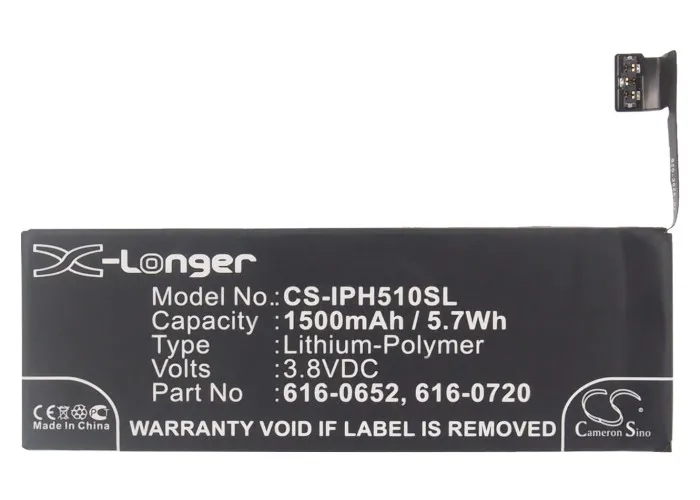 X-Longer
Model No.: CS-IPH510SL
Capacity : 1500mAh / 5.7Wh
Type : Lithium-Polymer
Volts : 3.8VDC
Part No : 616-0652, 616-0720
WARRANTY VOID IF LABEL IS REMOVED
CE
Made in China
CS
Cameron Sino